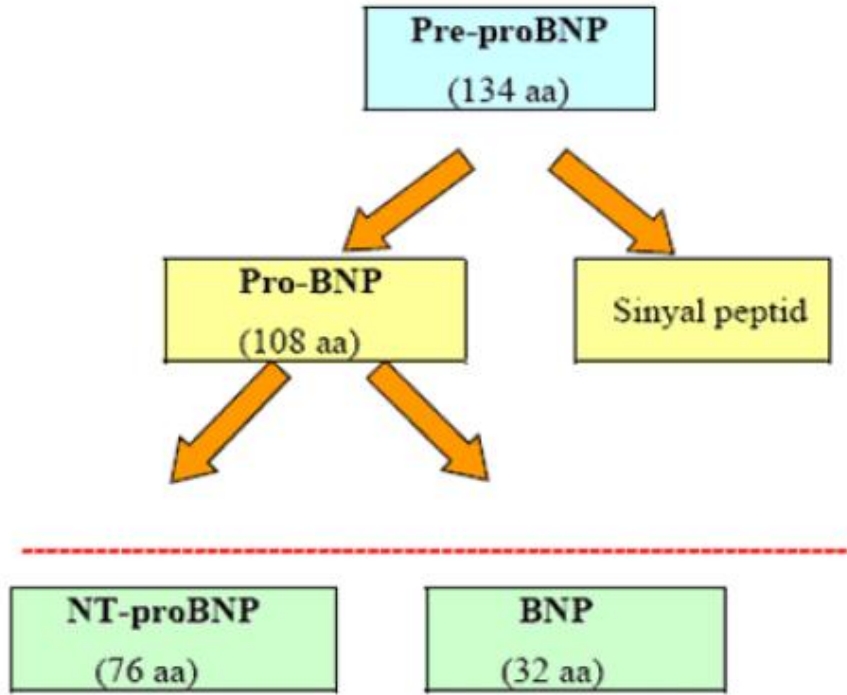 Pre-proBNP
(134 aa)
Pro-BNP
(108 aa)
Sinyal peptid
NT-proBNP
(76 aa)
BNP
(32 aa)